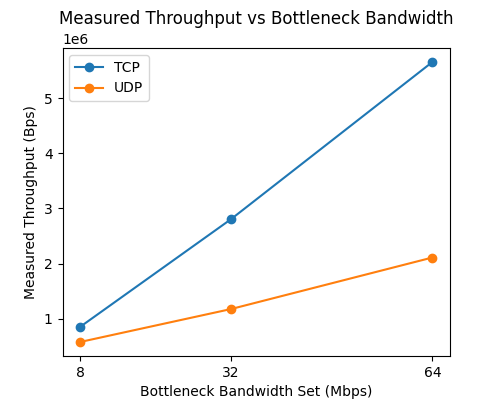 Measured Throughput vs Bottleneck Bandwidth
1e6
TCP
UDP
5
4
3
2
1
Measured Throughput (Bps)
8 32 64
Bottleneck Bandwidth Set (Mbps)